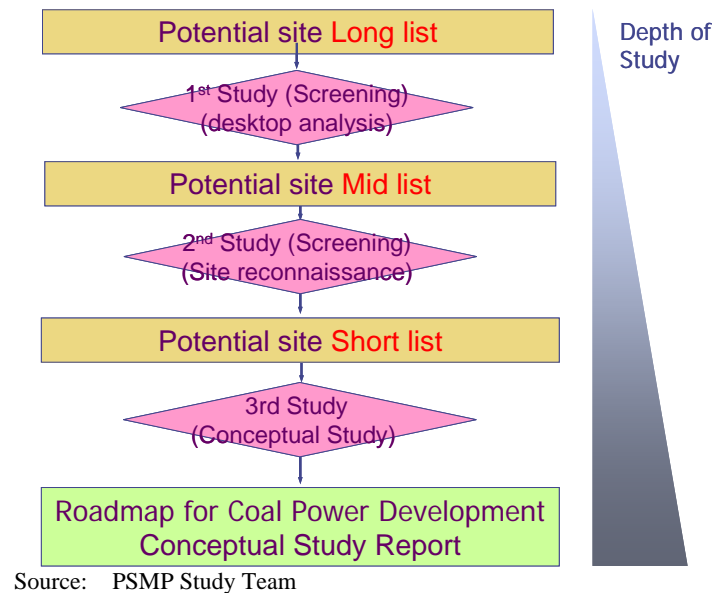 Potential site Long list
Depth of
Study
1st Study (Screening)
(desktop analysis)
Potential site Mid list
2nd Study (Screening)
(Site reconnaissance)
Potential site Short list
3rd Study
(Conceptual Study)
Roadmap for Coal Power Development
Conceptual Study Report
Source: PSMP Study Team